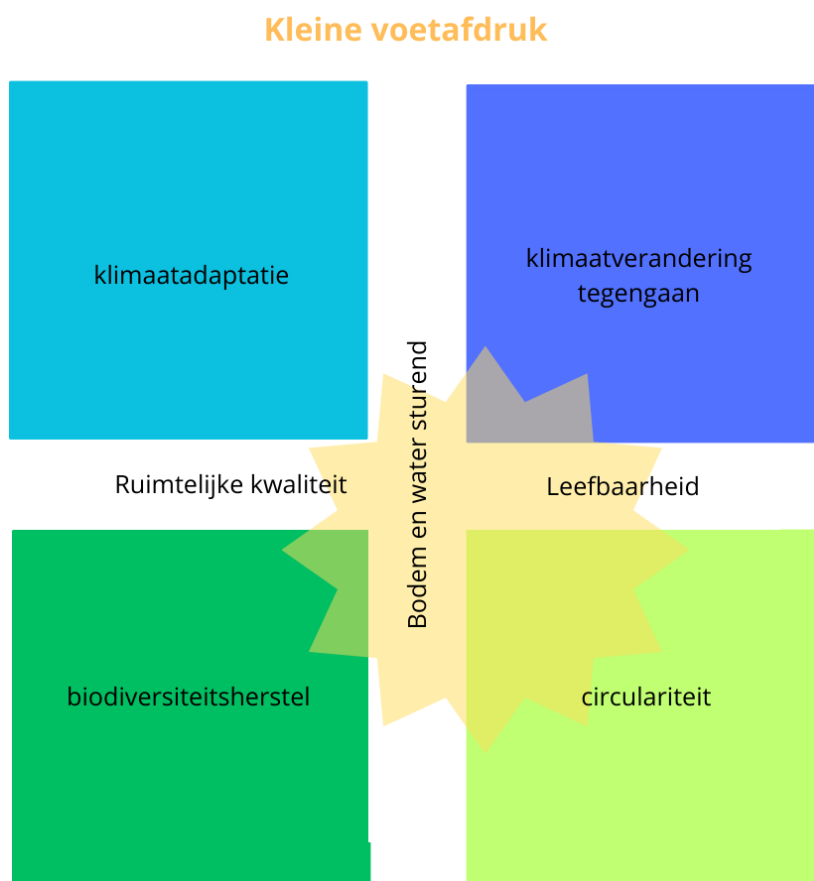 Kleine voetafdruk
klimaatadaptatie
klimaatverandering
tegengaan
Bodem en water sturend
Ruimtelijke kwaliteit
Leefbaarheid
biodiversiteitsherstel
circulariteit